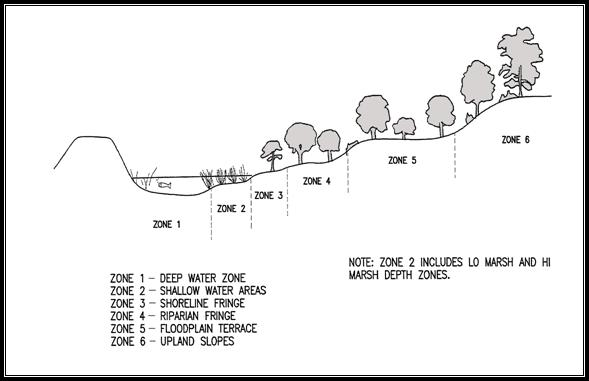 ZONE 6
ZONE 5
ZONE 4
ZONE 3
ZONE 2
ZONE 1
NOTE: ZONE 2 INCLUDES LO MARSH AND HI
MARSH DEPTH ZONES.
ZONE 1 – DEEP WATER ZONE
ZONE 2 – SHALLOW WATER AREAS
ZONE 3 – SHORELINE FRINGE
ZONE 4 – RIPARIAN FRINGE
ZONE 5 – FLOODPLAIN TERRACE
ZONE 6 – UPLAND SLOPES